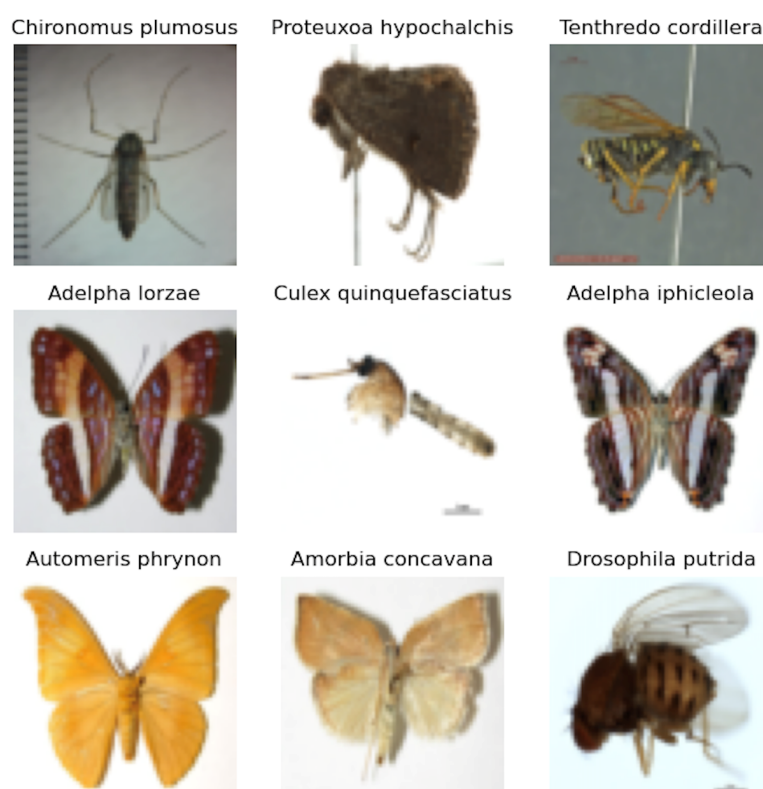 Chironomus plumosus
Proteuxoa hypochalchis
Tenthredo cordillera
Adelpha lorzae
Culex quinquefasciatus
Adelpha iphicleola
Automeris phrynon
Amorbia concavana
Drosophila putrida